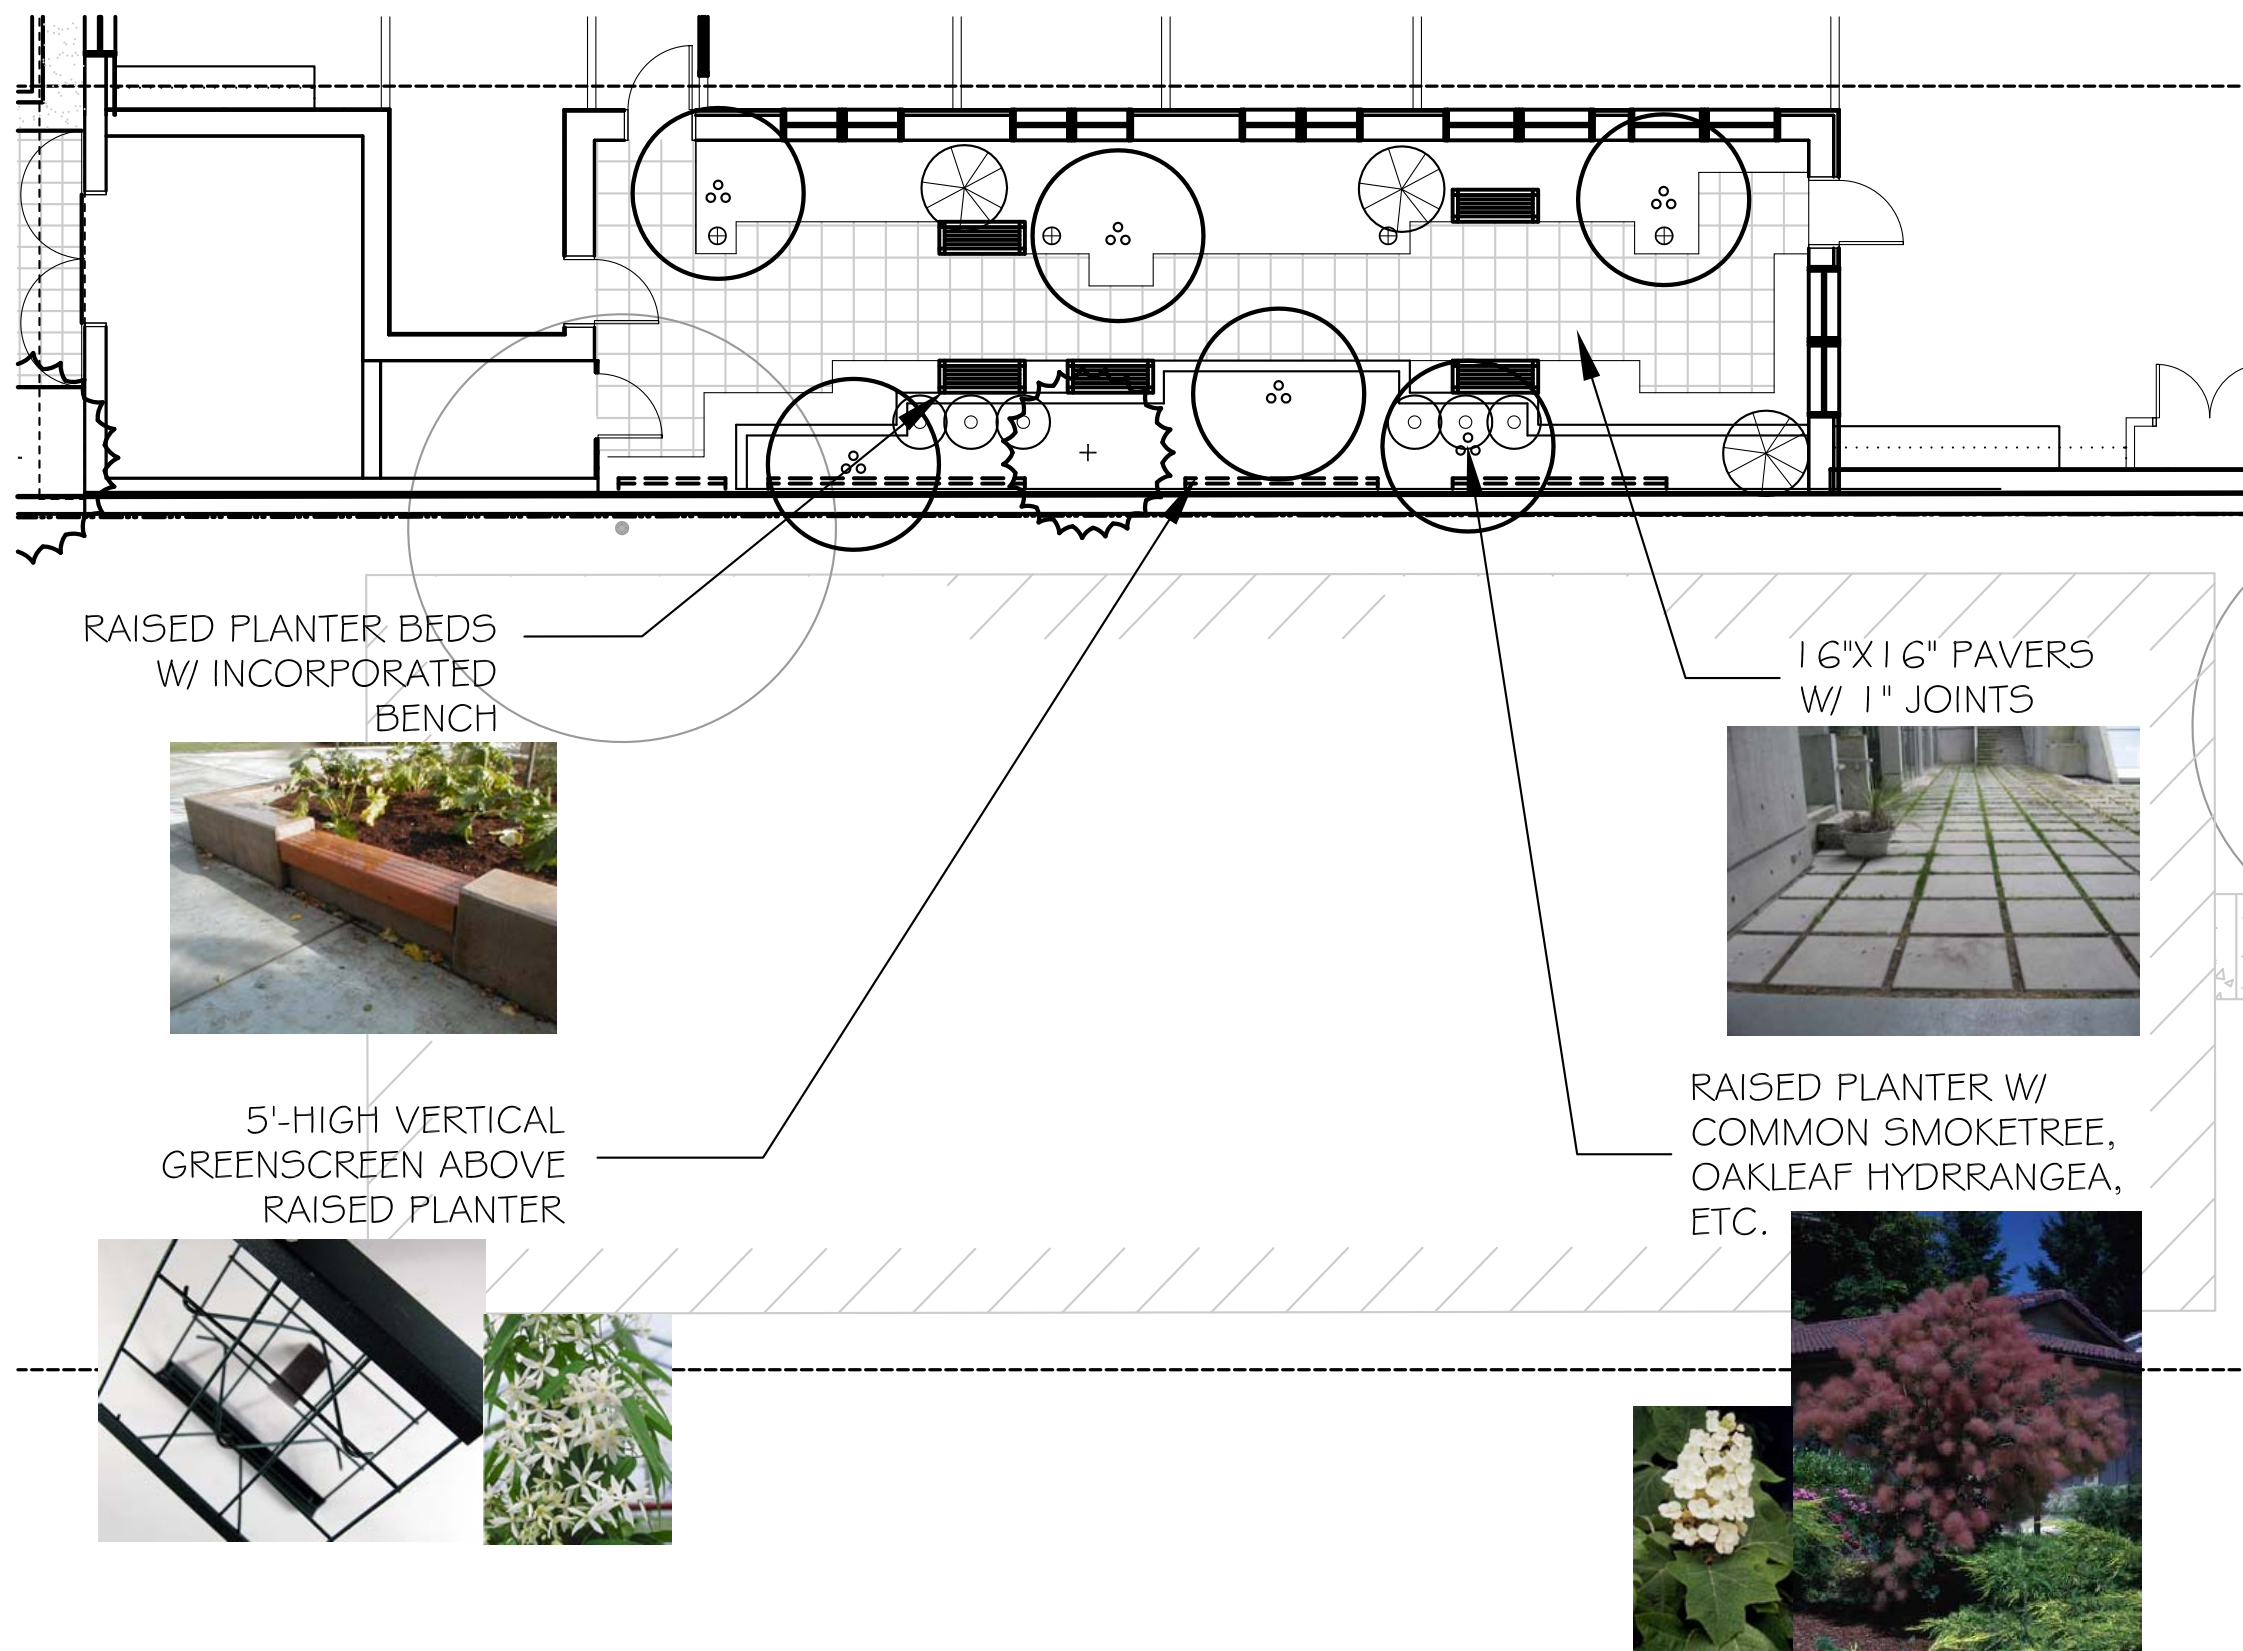 RAISED PLANTER BEDS
W/ INCORPORATED
BENCH
16"X16" PAVERS
W/ 1" JOINTS
5'-HIGH VERTICAL
GREENSCREEN ABOVE
RAISED PLANTER
RAISED PLANTER W/
COMMON SMOKETREE,
OAKLEAF HYDRRANGEA,
ETC.